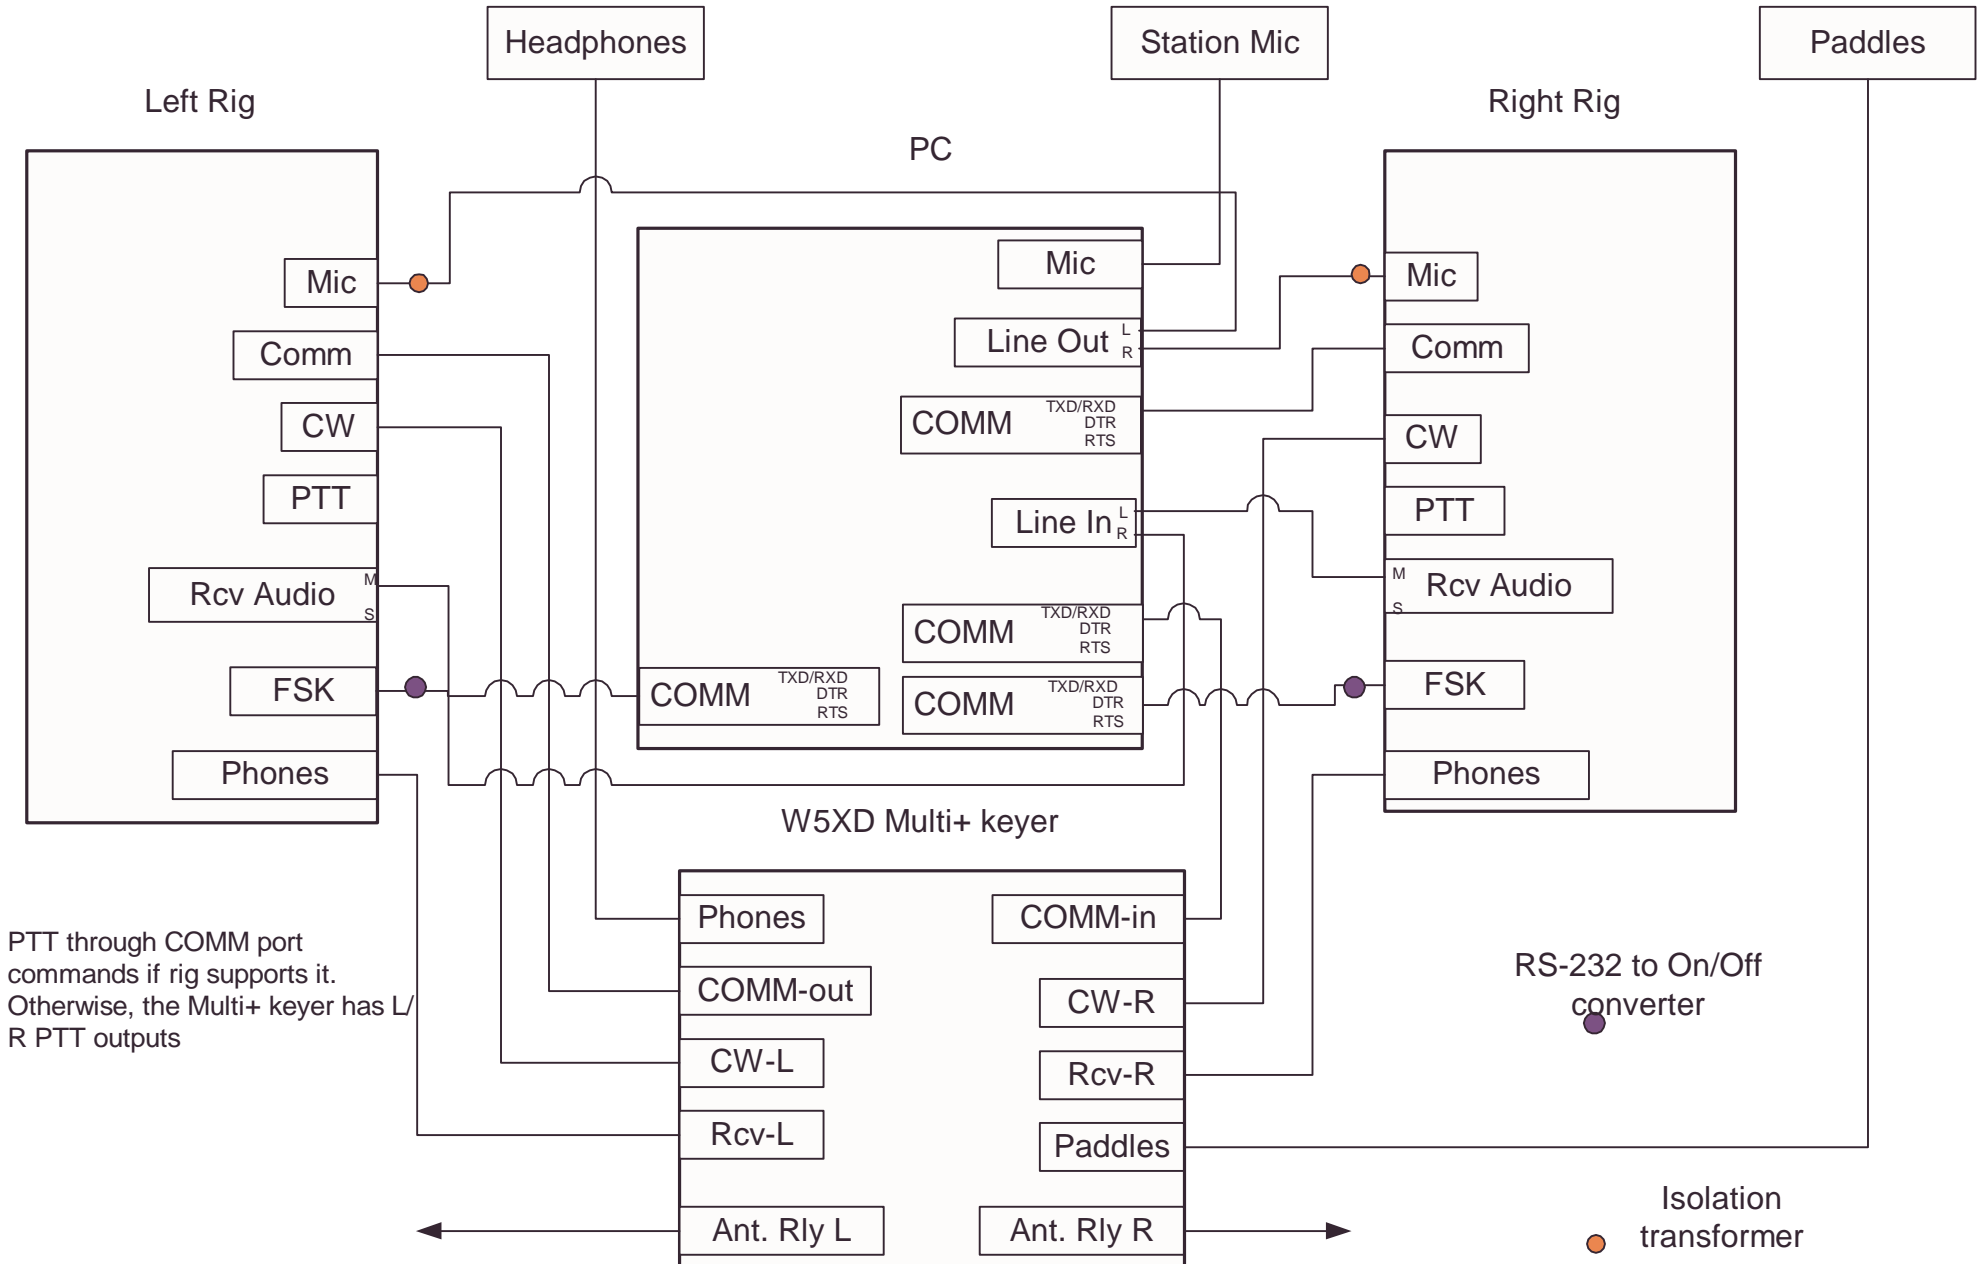 Headphones
Station Mic
Paddles
Left Rig
Right Rig
PC
Mic
Comm
CW
PTT
Rcv Audio
M
S
FSK
Phones
Mic
Line Out
L
R
COMM
TXD/RXD
DTR
RTS
Line In
L
R
COMM
TXD/RXD
DTR
RTS
COMM
TXD/RXD
DTR
RTS
COMM
TXD/RXD
DTR
RTS
Mic
Comm
CW
PTT
M
S
Rcv Audio
FSK
Phones
W5XD Multi+ keyer
Phones
COMM-out
CW-L
Rcv-L
Ant. Rly L
COMM-in
CW-R
Rcv-R
Paddles
Ant. Rly R
PTT through COMM port
commands if rig supports it.
Otherwise, the Multi+ keyer has L/
R PTT outputs
RS-232 to On/Off
converter
Isolation
transformer